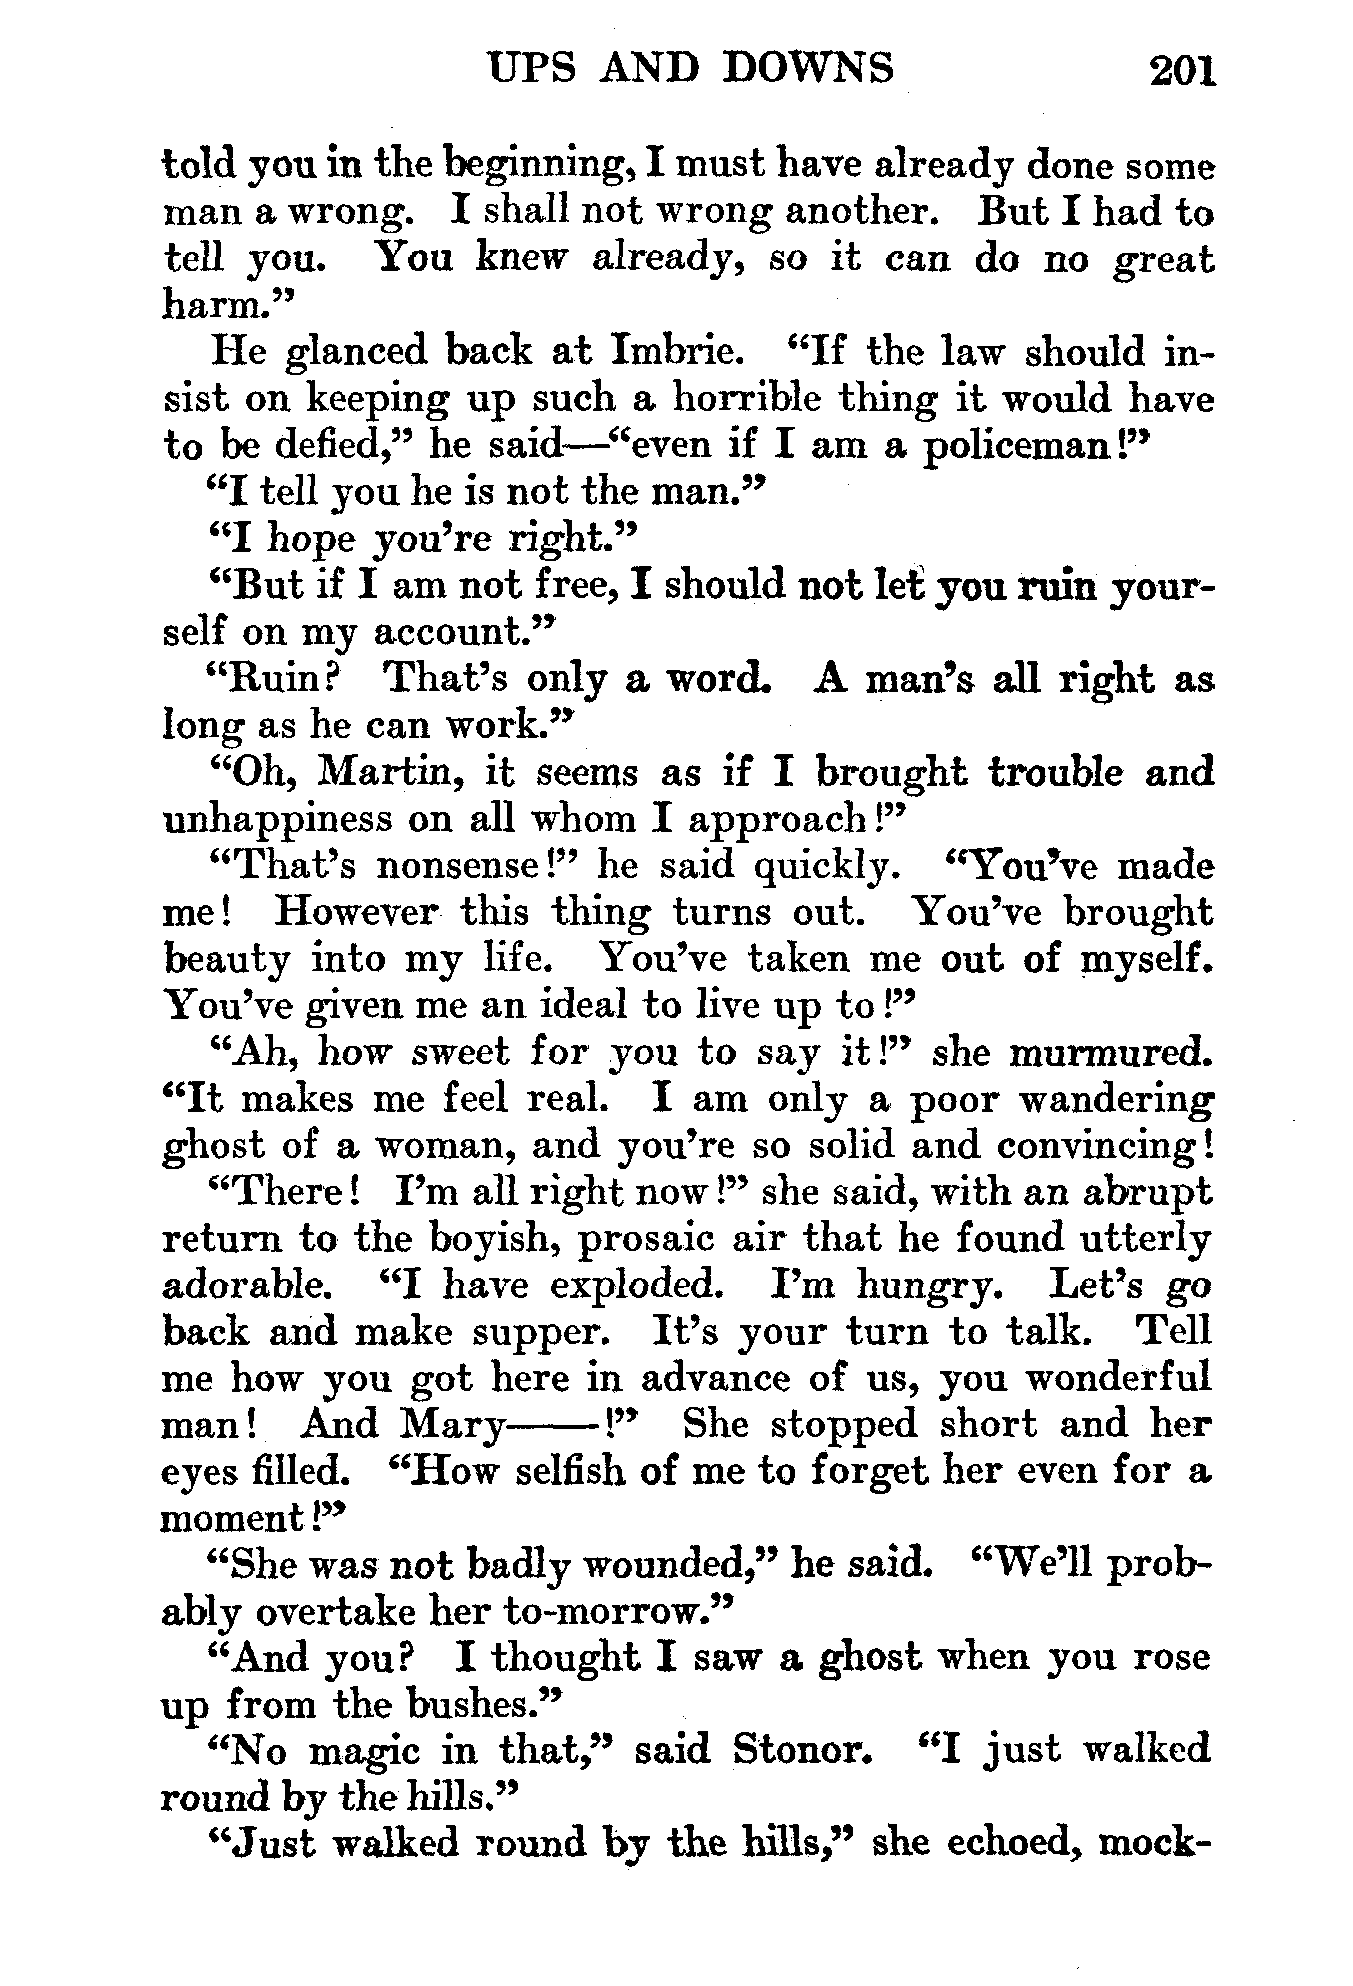 UPS AND DOWNS 201
told you in the beginning, I must have already done some
man a wrong. I shall not wrong another. But I had to
tell you. You knew already, so it can do no great
harm.”
He glanced back at Imbrie. “If the law should in-
sist on keeping up such a horrible thing it would have
to be defied,” he said—“even if I am a policeman!”
“I tell you he is not the man.”
“I hope you’re right.”
“But if I am not free, I should not let you ruin your-
self on my account.”
“Ruin? That’s only a word. A man’s all right as
long as he can work.”
“Oh, Martin, it seems as if I brought trouble and
unhappiness on all whom I approach!”
“That’s nonsense!” he said quickly. “You’ve made
me! However this thing turns out. You’ve brought
beauty into my life. You’ve taken me out of myself.
You’ve given me an ideal to live up to!”
“Ah, how sweet for you to say it!” she murmured.
“It makes me feel real. I am only a poor wandering
ghost of a woman, and you’re so solid and convincing!
“There! I’m all right now!” she said, with an abrupt
return to the boyish, prosaic air that he found utterly
adorable. “I have exploded. I’m hungry. Let’s go
back and make supper. It’s your turn to talk. Tell
me how you got here in advance of us, you wonderful
man! And Mary——!” She stopped short and her
eyes filled. “How selfish of me to forget her even for a
moment!”
“She was not badly wounded,” he said. “We’ll prob-
ably overtake her to-morrow.”
“And you? I thought I saw a ghost when you rose
up from the bushes.”
“No magic in that,” said Stonor. “I just walked
round by the hills.”
“Just walked round by the hills,” she echoed, mock-